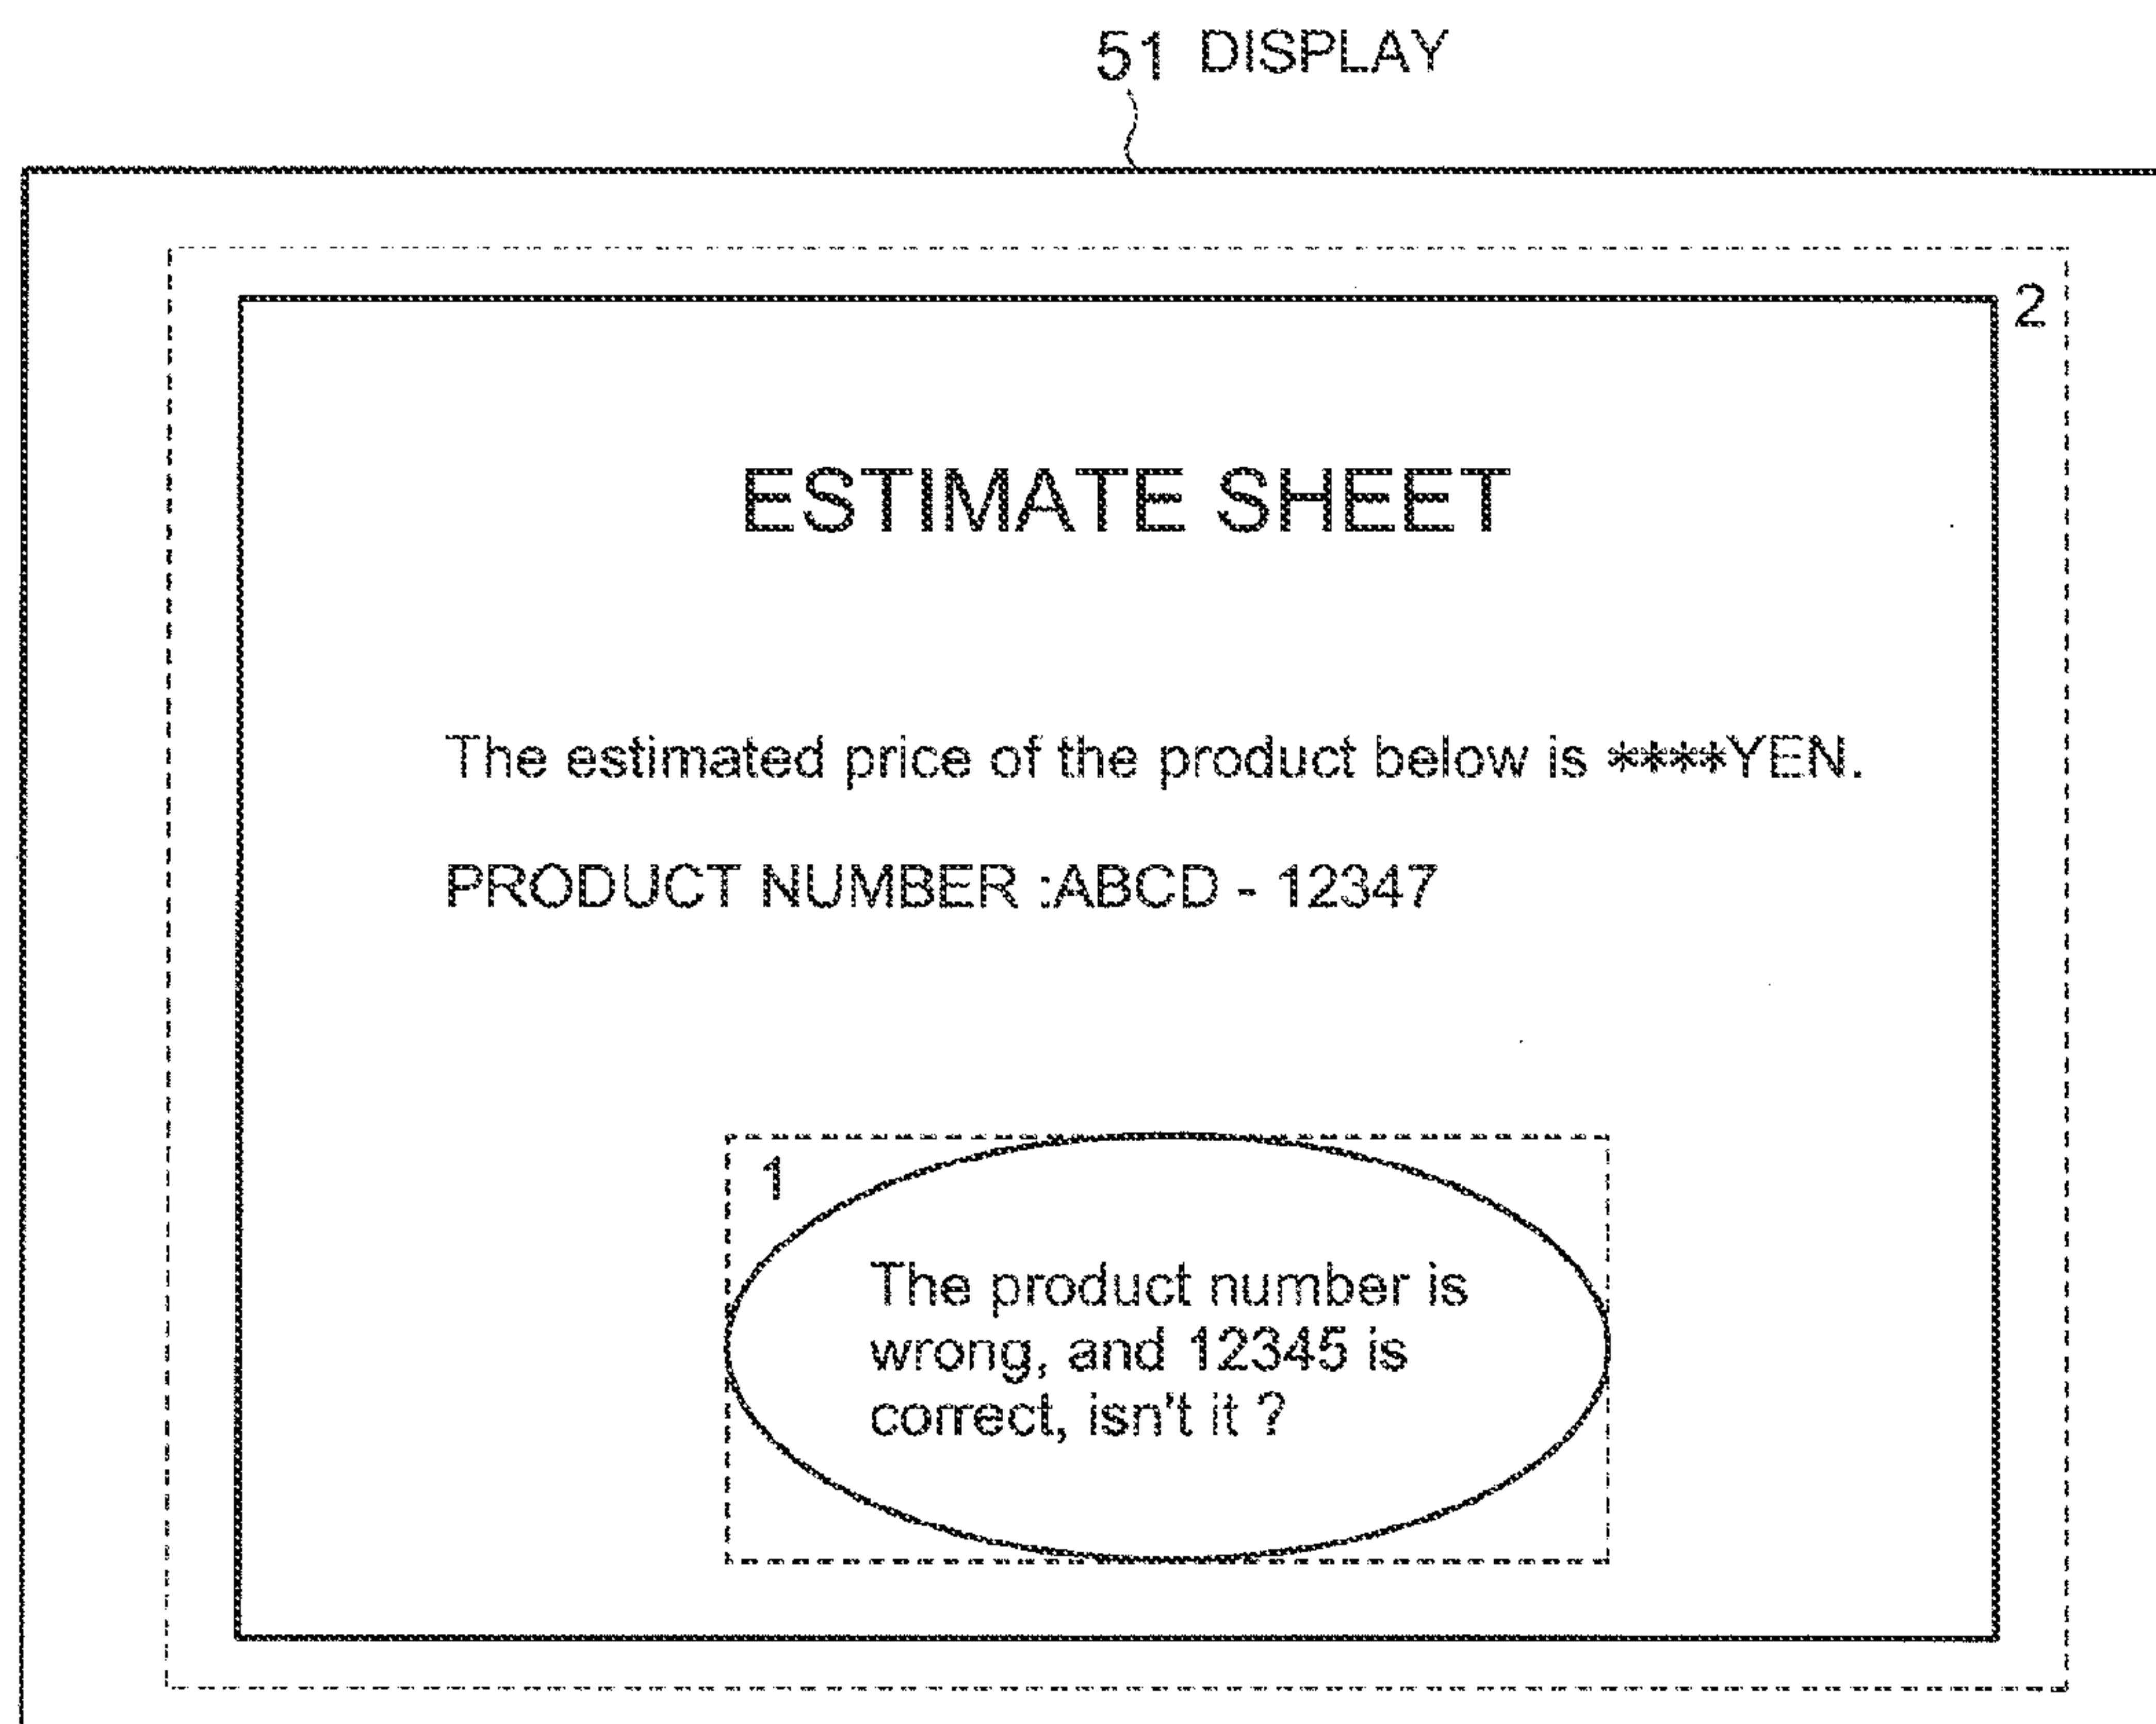 51 DISPLAY
2
ESTIMATE SHEET
The estimated price of the product below is ****YEN.
PRODUCT NUMBER :ABCD - 12347
1
The product number is
wrong, and 12345 is
correct, isn't it ?